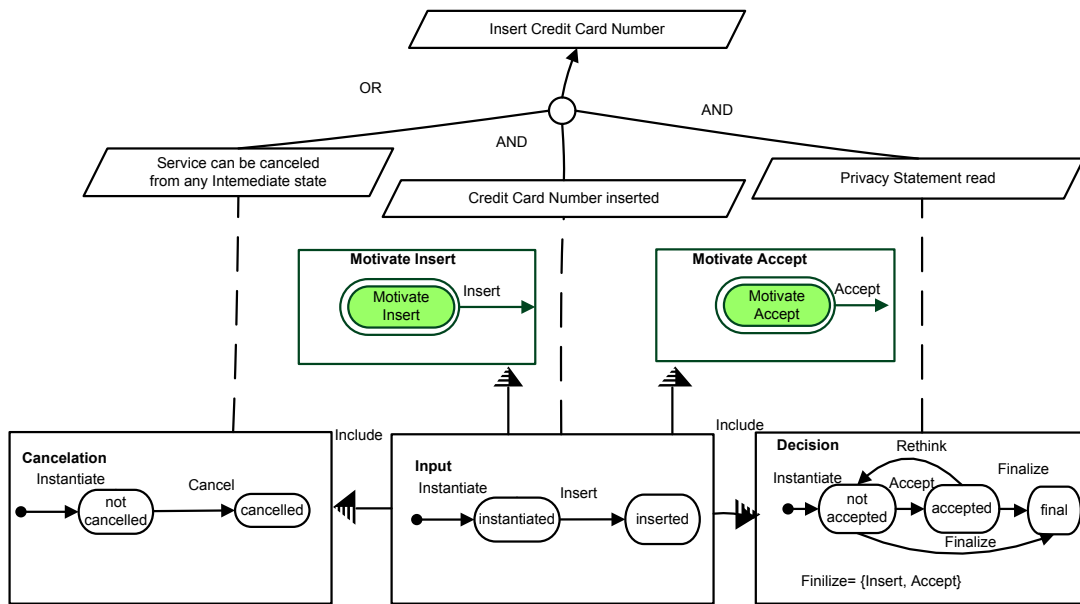 Insert Credit Card Number
OR
AND
AND
Service can be canceled
from any Intemediate state
Credit Card Number inserted
Privacy Statement read
Motivate Insert
Motivate
Insert
Insert
Motivate Accept
Motivate
Accept
Accept
Include
Include
Cancelation
Instantiate
not
cancelled
Cancel
cancelled
Input
Instantiate
instantiated
Insert
inserted
Decision
Rethink
Instantiate
not
accepted
Accept
accepted
Finalize
final
Finalize
Finilize= {Insert, Accept}